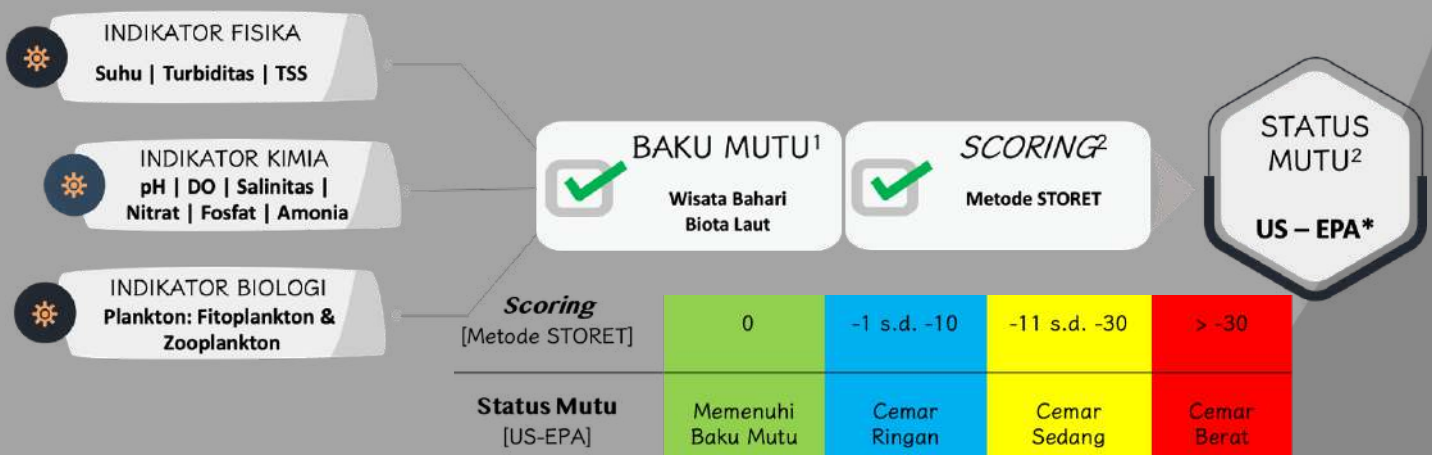 INDIKATOR FISIKA
Suhu | Turbiditas | TSS
INDIKATOR KIMIA
pH | DO | Salinitas |
Nitrat | Fosfat | Amonia
INDIKATOR BIOLOGI
Plankton: Fitoplankton &
Zooplankton
BAKU MUTU¹
Wisata Bahari
Biota Laut
SCORING²
Metode STORET
STATUS
MUTU²
US – EPA*
Scoring
[Metode STORET]
0
-1 s.d. -10
-11 s.d. -30
> -30
Status Mutu
[US-EPA]
Memenuhi
Baku Mutu
Cemar
Ringan
Cemar
Sedang
Cemar
Berat